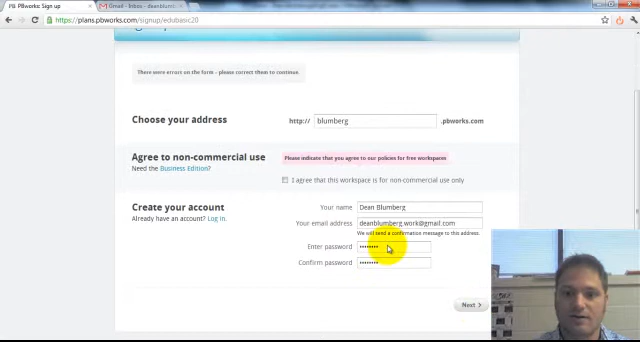 PB: PBworks: Sign up
Gmail - Inbox - deanblumb
https://plans.pbworks.com/signup/edubasic20
There were errors on the form - please correct them to continue.
Choose your address
http://
blumberg
.pbworks.com
Agree to non-commercial use
Please indicate that you agree to our policies for free workspaces
Need the Business Edition?
I agree that this workspace is for non-commercial use only
Create your account
Your name
Dean Blumberg
Already have an account? Log in.
Your email address
deanblumberg.work@gmail.com
We will send a confirmation message to this address.
Enter password
Confirm password
Next >